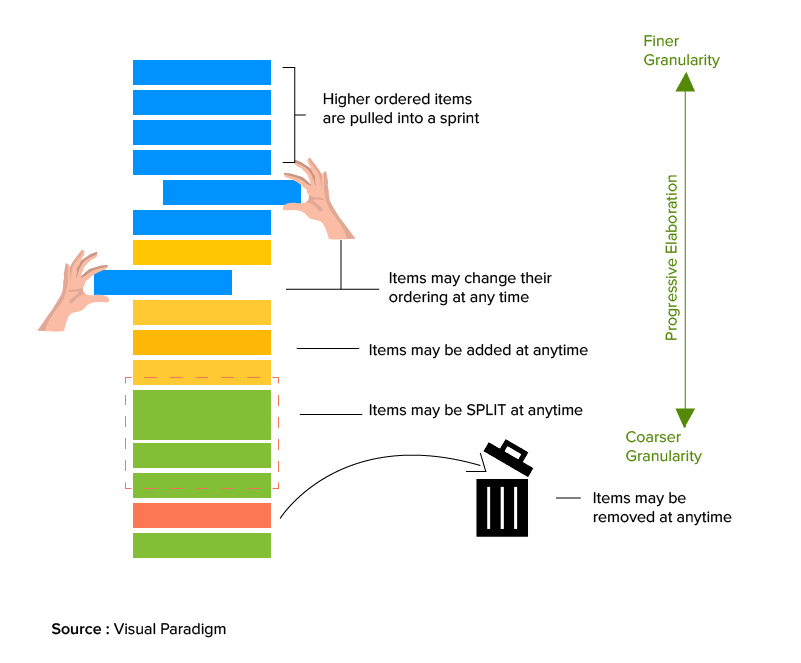 Finer
Granularity
Higher ordered items
are pulled into a sprint
Progressive Elaboration
Items may change their
ordering at any time
Items may be added at anytime
Items may be SPLIT at anytime
Coarser
Granularity
Items may be
removed at anytime
Source : Visual Paradigm